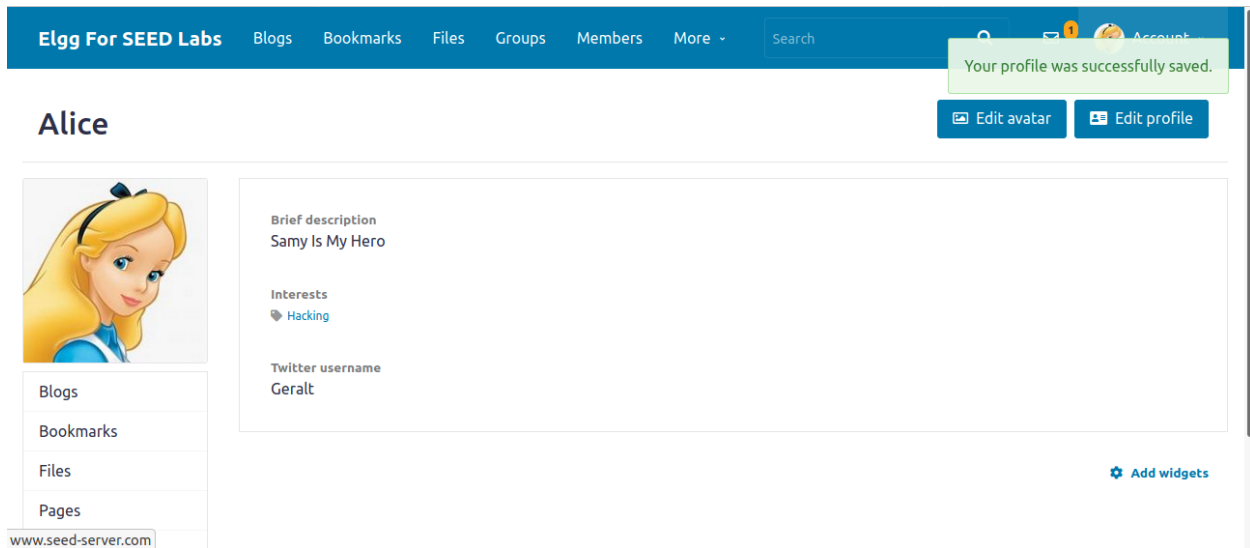 Elgg For SEED Labs Blogs Bookmarks Files Groups Members More Search 1 Account
Your profile was successfully saved.
Alice
Edit avatar Edit profile
Brief description
Samy Is My Hero
Interests
Hacking
Twitter username
Geralt
Blogs
Bookmarks
Files
Pages
Add widgets
www.seed-server.com